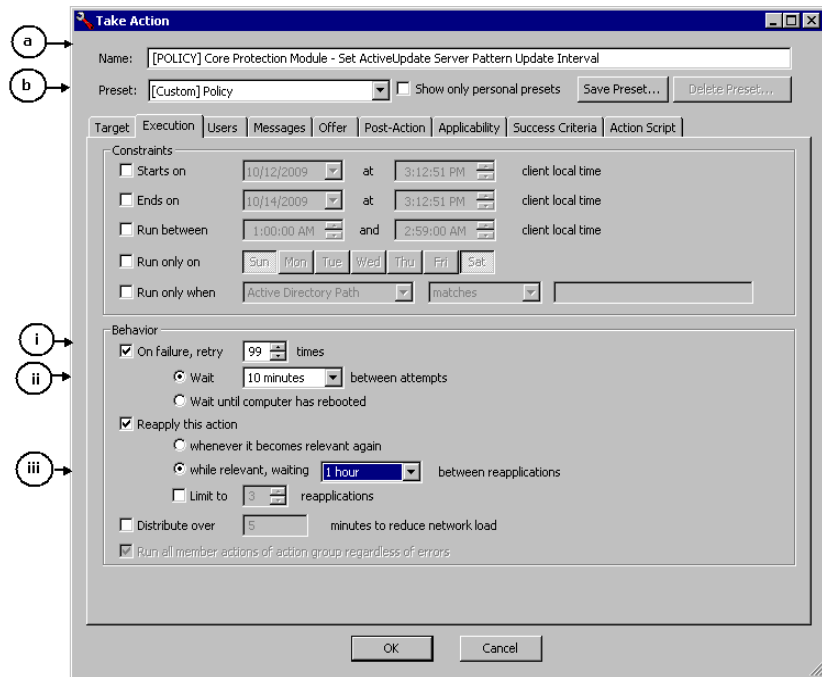 Take Action
a
Name: [POLICY] Core Protection Module - Set ActiveUpdate Server Pattern Update Interval
b
Preset: [Custom] Policy Show only personal presets Save Preset... Delete Preset...
Target Execution Users Messages Offer Post-Action Applicability Success Criteria Action Script
Constraints
Starts on 10/12/2009 at 3:12:51 PM client local time
Ends on 10/14/2009 at 3:12:51 PM client local time
Run between 1:00:00 AM and 2:59:00 AM client local time
Run only on Sun Mon Tue Wed Thu Fri Sat
Run only when Active Directory Path matches
Behavior
i
On failure, retry 99 times
ii
Wait 10 minutes between attempts
Wait until computer has rebooted
Reapply this action
whenever it becomes relevant again
iii
while relevant, waiting 1 hour between reapplications
Limit to 3 reapplications
Distribute over 5 minutes to reduce network load
Run all member actions of action group regardless of errors
OK Cancel